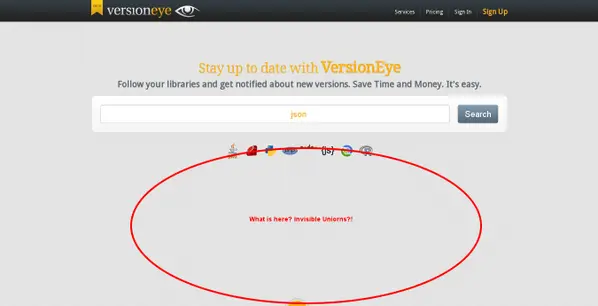 versioneye
Services Pricing Sign In Sign Up
Stay up to date with VersionEye
Follow your libraries and get notified about new versions. Save Time and Money. It's easy.
json Search
{js}
What is here? Invisible Uniorns?!